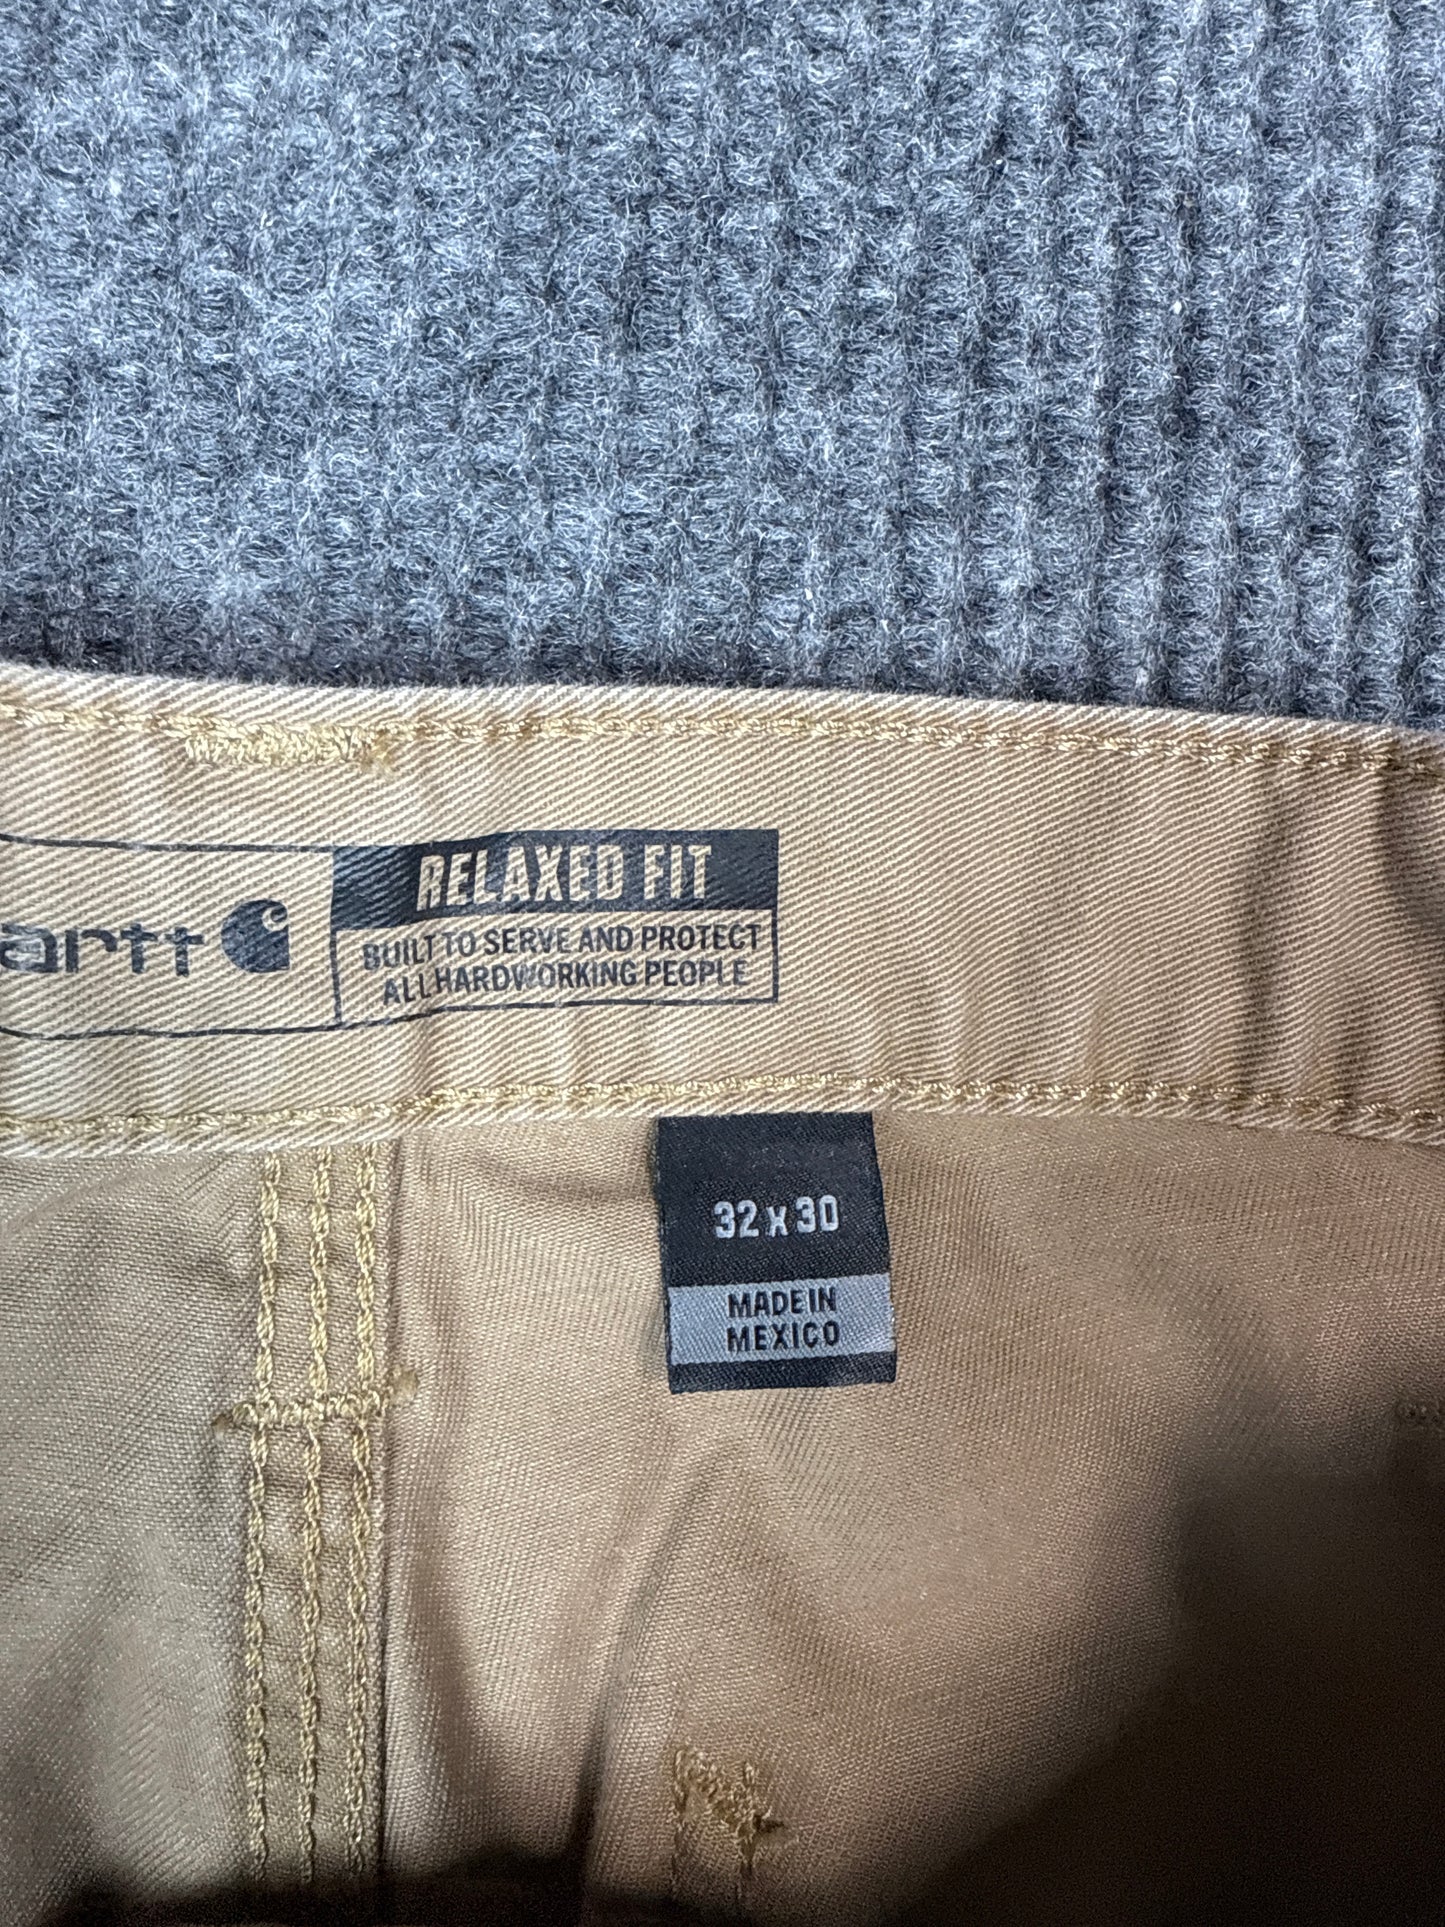 artt
RELAXED FIT
BUILT TO SERVE AND PROTECT
ALL HARDWORKING PEOPLE
32 x 30
MADE IN
MEXICO